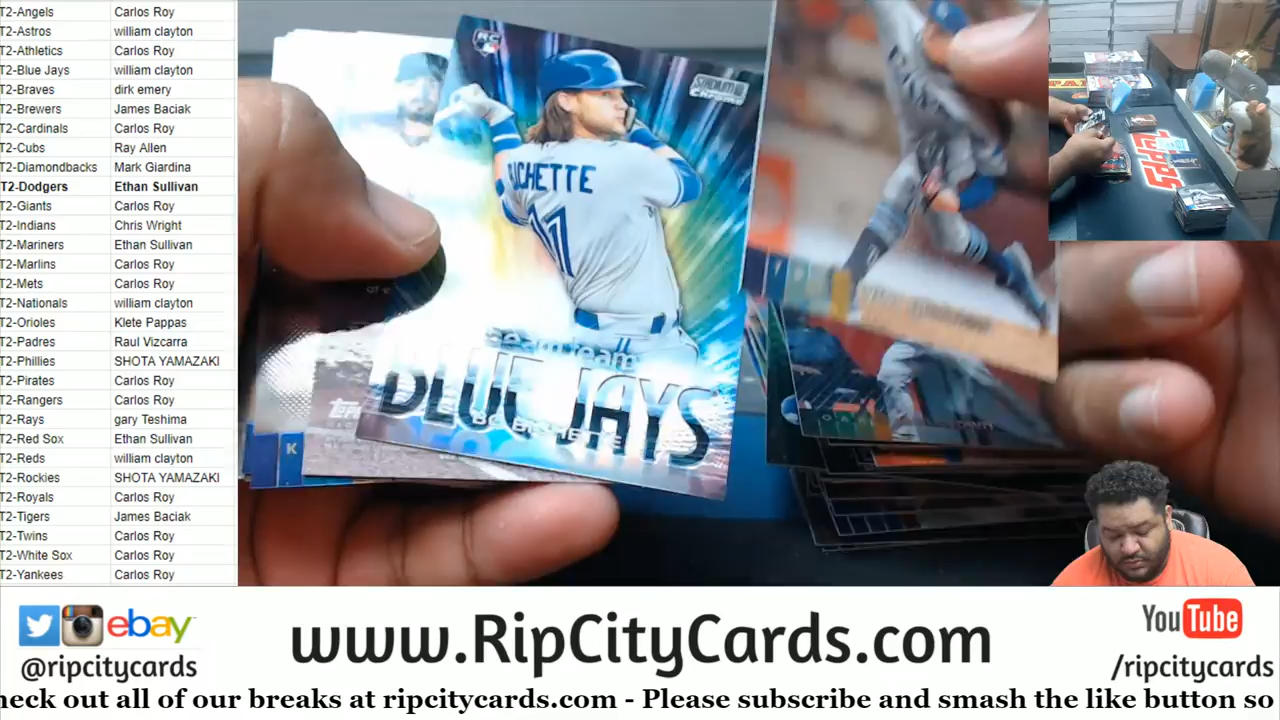 T2-Angels Carlos Roy
T2-Astros william clayton
T2-Athletics Carlos Roy
T2-Blue Jays william clayton
T2-Braves dirk emery
T2-Brewers James Baciak
T2-Cardinals Carlos Roy
T2-Cubs Ray Allen
T2-Diamondbacks Mark Giardina
T2-Dodgers Ethan Sullivan
T2-Giants Carlos Roy
T2-Indians Chris Wright
T2-Mariners Ethan Sullivan
T2-Marlins Carlos Roy
T2-Mets Carlos Roy
T2-Nationals william clayton
T2-Orioles Klete Pappas
T2-Padres Raul Vizcarra
T2-Phillies SHOTA YAMAZAKI
T2-Pirates Carlos Roy
T2-Rangers Carlos Roy
T2-Rays gary Teshima
T2-Red Sox Ethan Sullivan
T2-Reds william clayton
T2-Rockies SHOTA YAMAZAKI
T2-Royals Carlos Roy
T2-Tigers James Baciak
T2-Twins Carlos Roy
T2-White Sox Carlos Roy
T2-Yankees Carlos Roy
RC
STADIUM CLUB
CHROME
BICHETTE
11
BLUE JAYS
BO BICHETTE
K
TOPPS
ebay
@ripcitycards
www.RipCityCards.com
YouTube
/ripcitycards
heck out all of our breaks at ripcitycards.com - Please subscribe and smash the like button so